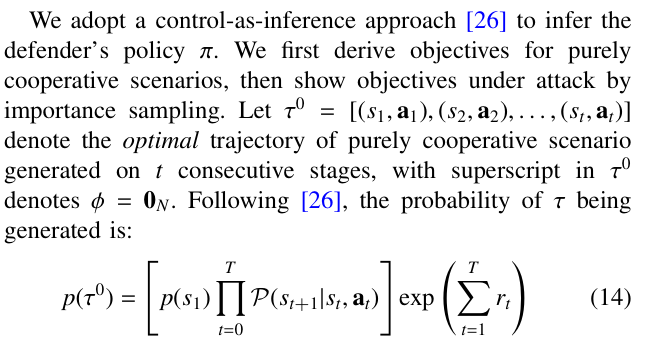 We adopt a control-as-inference approach [26] to infer the
defender's policy π. We first derive objectives for purely
cooperative scenarios, then show objectives under attack by
importance sampling. Let τ⁰ = [(s₁, a₁), (s₂, a₂), . . . , (sₜ, aₜ)]
denote the optimal trajectory of purely cooperative scenario
generated on t consecutive stages, with superscript in τ⁰
denotes ϕ = 0_N. Following [26], the probability of τ being
generated is:
p(τ⁰) = [ p(s₁) ∏_{t=0}^{T} 𝒫(s_{t+1}|sₜ, aₜ) ] exp ( ∑_{t=1}^{T} rₜ ) (14)